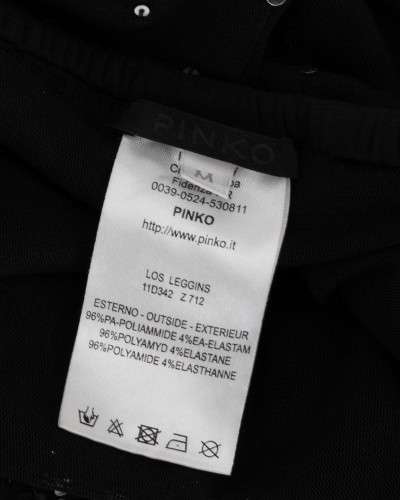 PINKO
M
Fidenza
0039-0524-530811
PINKO
http://www.pinko.it
LOS LEGGINS
11D342 Z 712
ESTERNO - OUTSIDE - EXTERIEUR
96%PA-POLIAMMIDE 4%EA-ELASTAM
96%POLYAMYD 4%ELASTANE
96%POLYAMIDE 4%ELASTHANNE